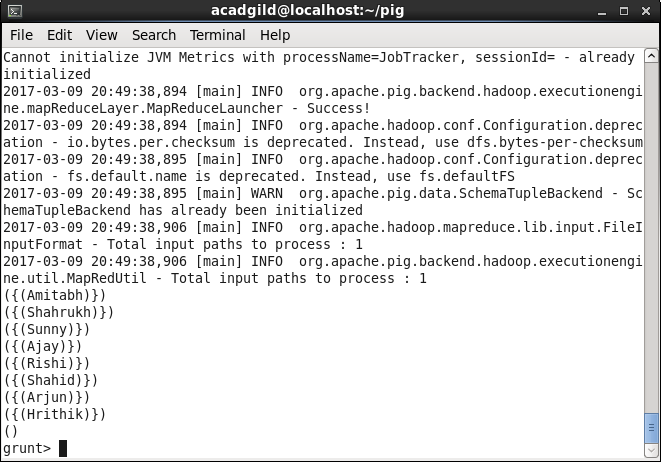 acadgild@localhost:~/pig
File Edit View Search Terminal Help
Cannot initialize JVM Metrics with processName=JobTracker, sessionId= - already
initialized
2017-03-09 20:49:38,894 [main] INFO  org.apache.pig.backend.hadoop.executionengi
ne.mapReduceLayer.MapReduceLauncher - Success!
2017-03-09 20:49:38,894 [main] INFO  org.apache.hadoop.conf.Configuration.deprec
ation - io.bytes.per.checksum is deprecated. Instead, use dfs.bytes-per-checksum
2017-03-09 20:49:38,895 [main] INFO  org.apache.hadoop.conf.Configuration.deprec
ation - fs.default.name is deprecated. Instead, use fs.defaultFS
2017-03-09 20:49:38,895 [main] WARN  org.apache.pig.data.SchemaTupleBackend - Sc
hemaTupleBackend has already been initialized
2017-03-09 20:49:38,906 [main] INFO  org.apache.hadoop.mapreduce.lib.input.FileI
nputFormat - Total input paths to process : 1
2017-03-09 20:49:38,906 [main] INFO  org.apache.pig.backend.hadoop.executionengi
ne.util.MapRedUtil - Total input paths to process : 1
({(Amitabh)})
({(Shahrukh)})
({(Sunny)})
({(Ajay)})
({(Rishi)})
({(Shahid)})
({(Arjun)})
({(Hrithik)})
()
grunt>